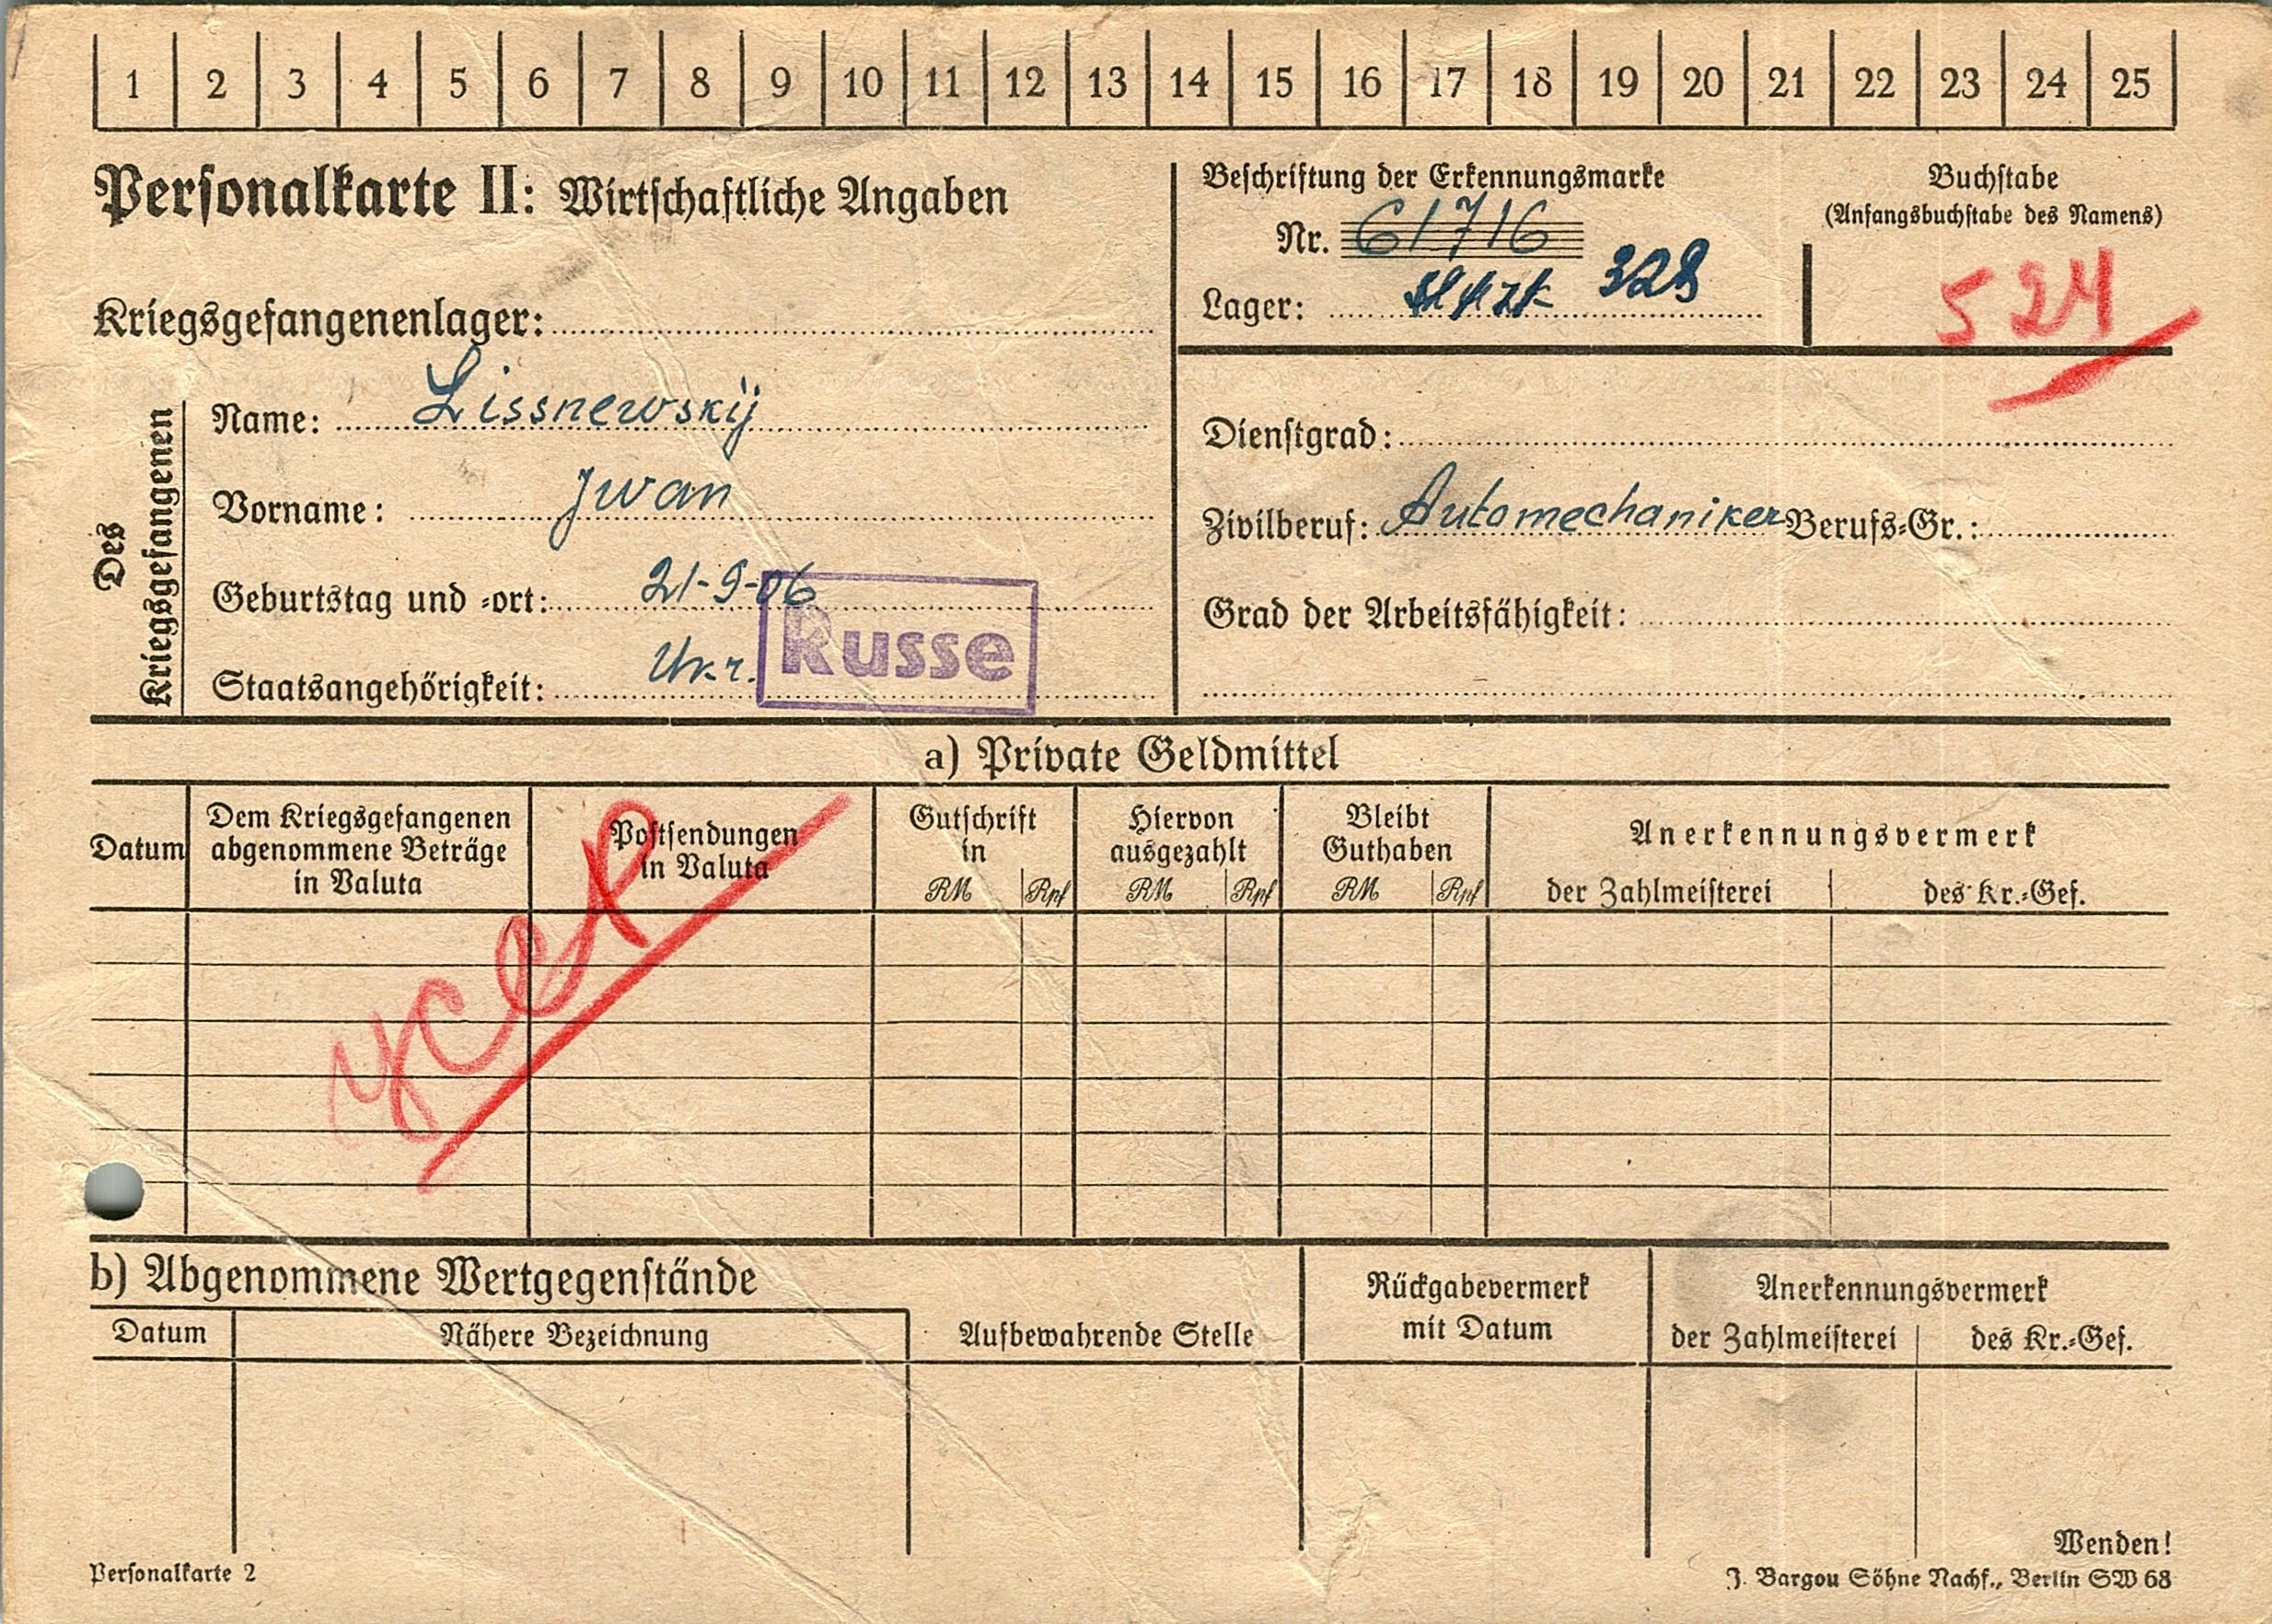 1 2 3 4 5 6 7 8 9 10 11 12 13 14 15 16 17 18 19 20 21 22 23 24 25
Personalkarte II: Wirtschaftliche Angaben
Kriegsgefangenenlager:
Beschriftung der Erkennungsmarke
Nr. 61716
Lager: 328
Buchstabe
(Anfangsbuchstabe des Namens)
524
Des Kriegsgefangenen
Name: Lissnewskij
Vorname: Jwan
Geburtstag und -ort: 21-9-06
Staatsangehörigkeit: Ukr.
Russe
Dienstgrad:
Zivilberuf: Automechaniker Berufs-Gr.:
Grad der Arbeitsfähigkeit:
a) Private Geldmittel
Datum
Dem Kriegsgefangenen
abgenommene Beträge
in Valuta
Postsendungen
in Valuta
Gutschrift
in
RM Rpf
Hiervon
ausgezahlt
RM Rpf
Bleibt
Guthaben
RM Rpf
Anerkennungsvermerk
der Zahlmeisterei des Kr.-Gef.
b) Abgenommene Wertgegenstände
Datum
Nähere Bezeichnung
Aufbewahrende Stelle
Rückgabevermerk
mit Datum
Anerkennungsvermerk
der Zahlmeisterei des Kr.-Gef.
Wenden!
Personalkarte 2
J. Bargou Söhne Nachf., Berlin SW 68